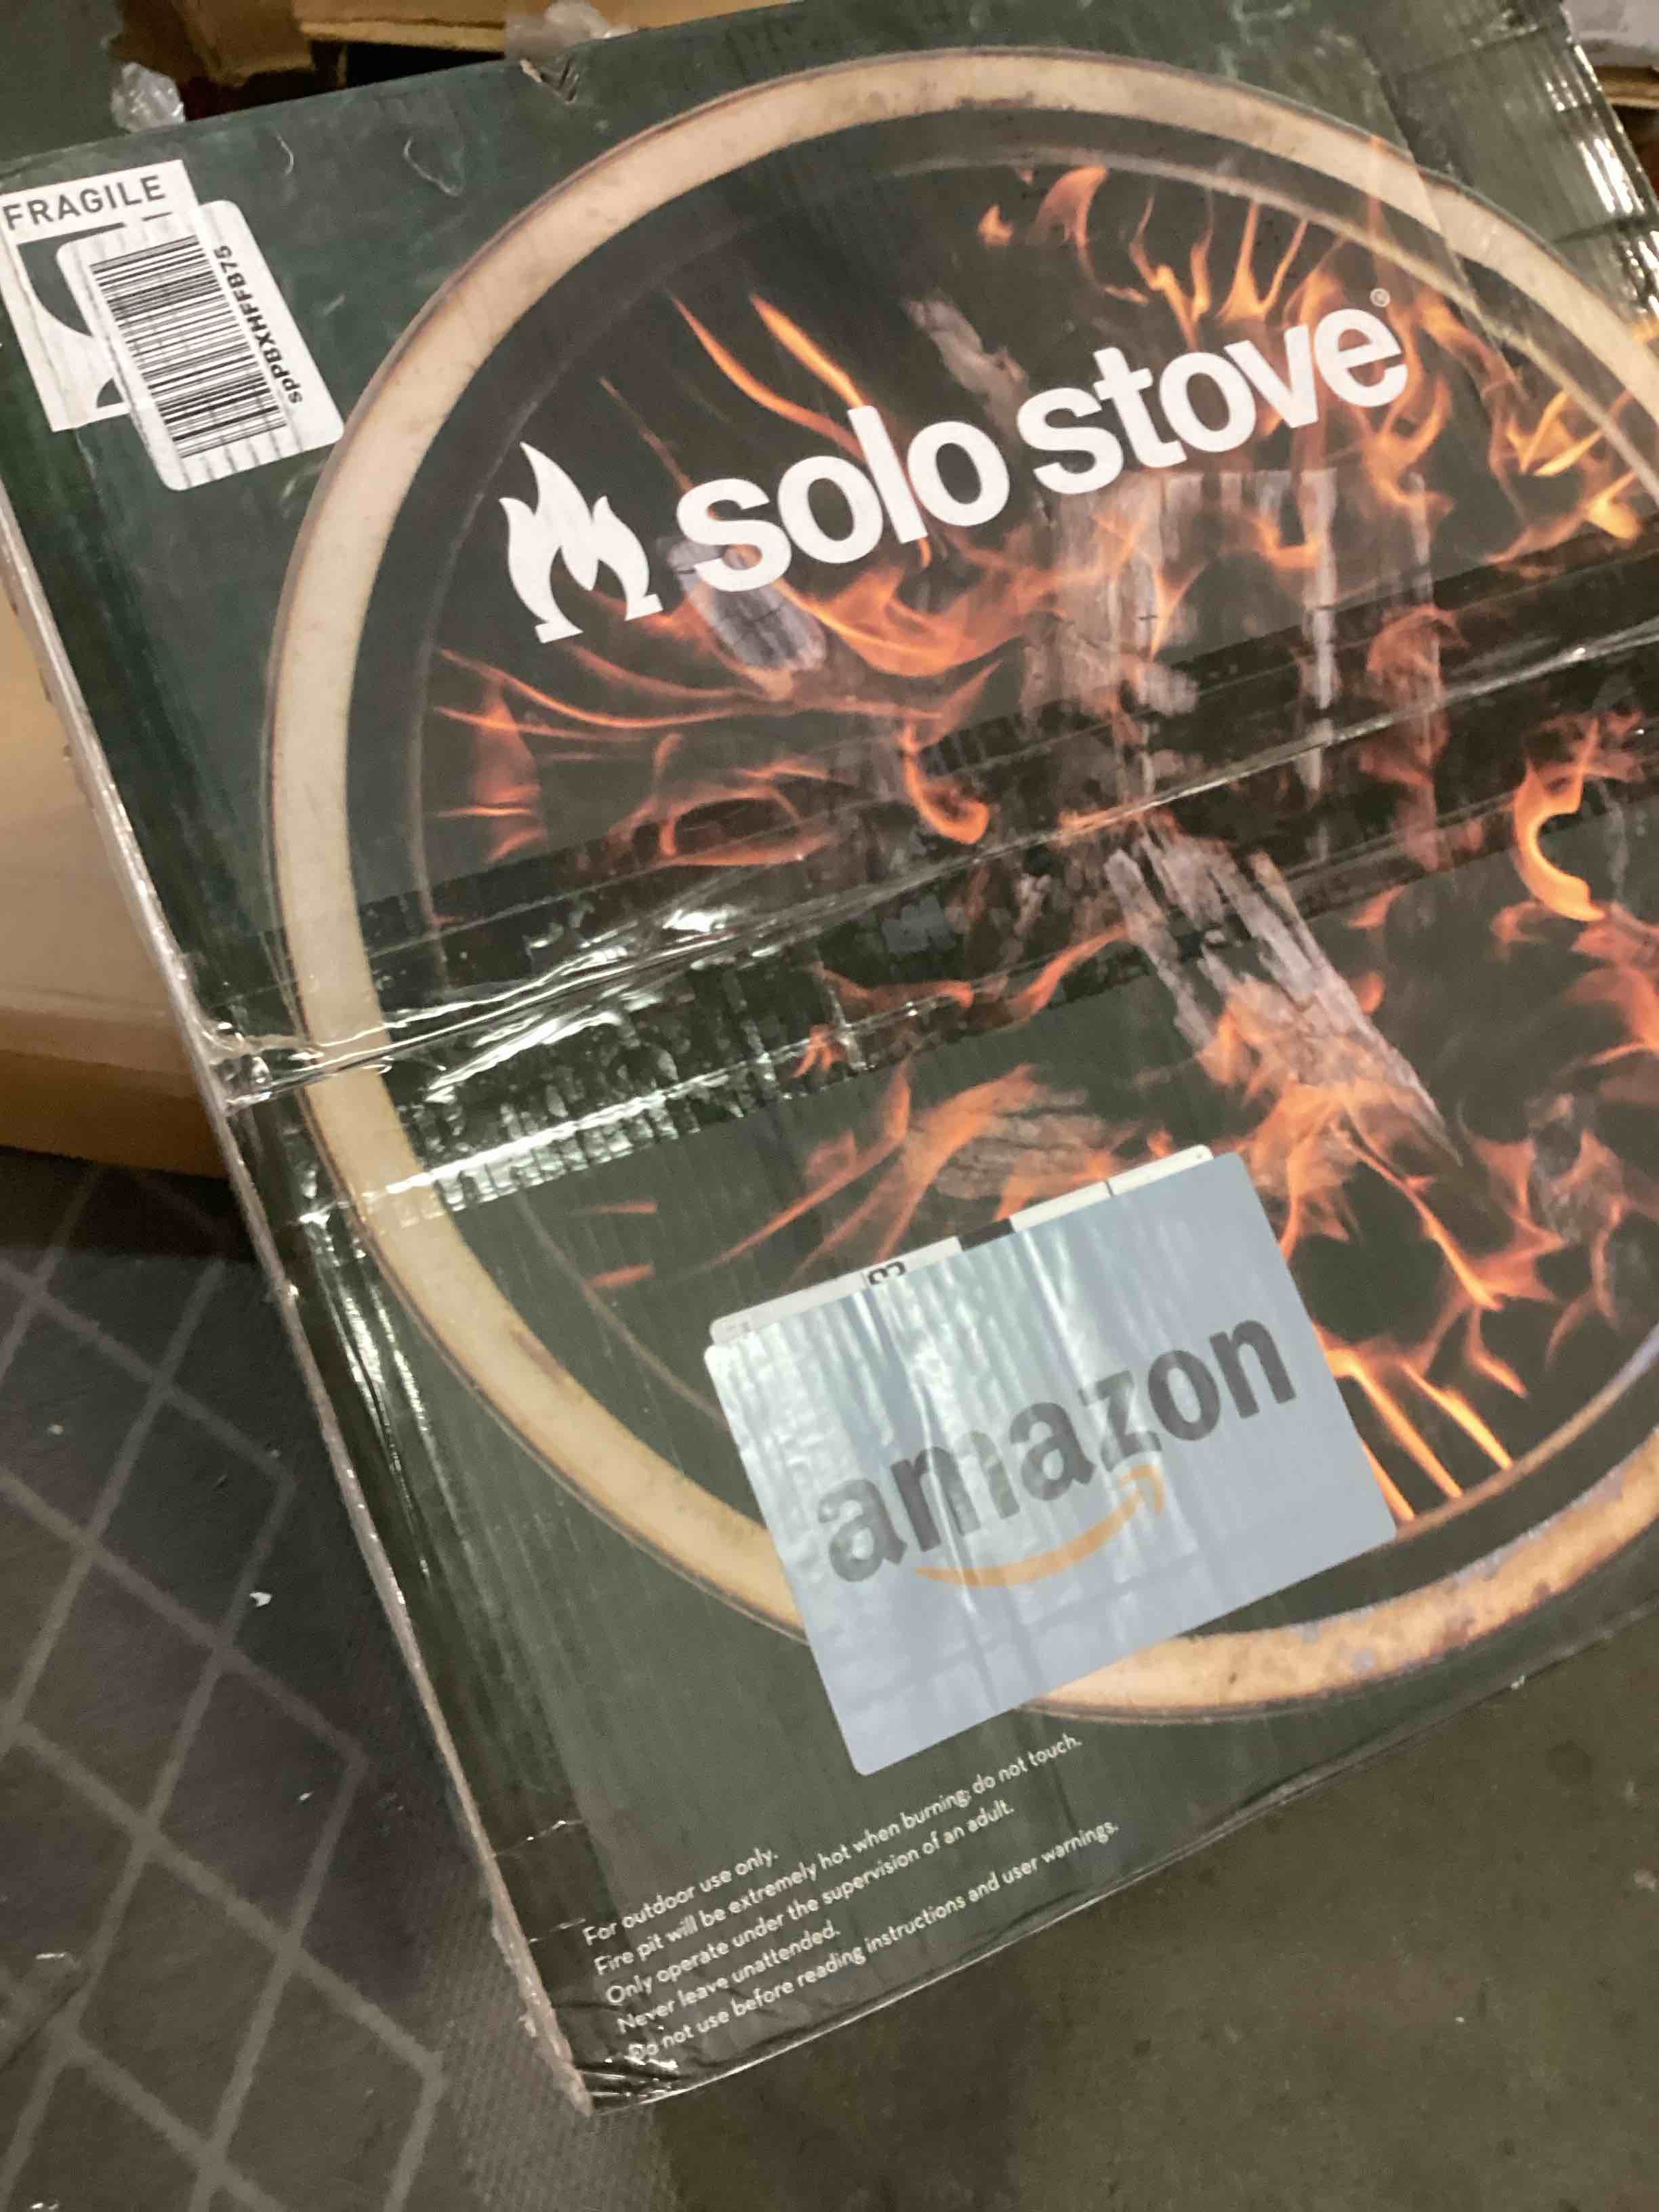 FRAGILE
spPBXHFFB75
solo stove®
amazon
For outdoor use only.
Fire pit will be extremely hot when burning; do not touch.
Only operate under the supervision of an adult.
Never leave unattended.
Do not use before reading instructions and user warnings.